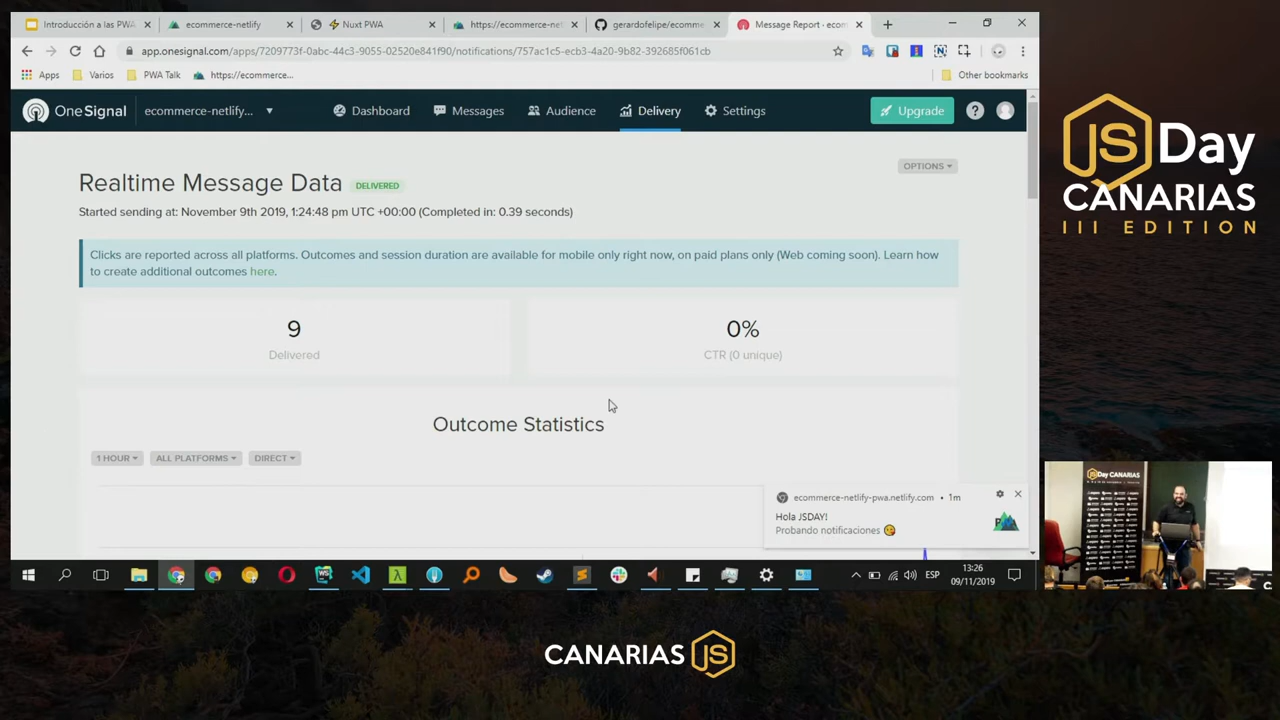 Introducción a las PWA
ecommerce-netlify
Nuxt PWA
https://ecommerce-net
gerardofelipe/ecomme
Message Report · ecom
app.onesignal.com/apps/7209773f-0abc-44c3-9055-02520e841f90/notifications/757ac1c5-ecb3-4a20-9b82-392685f061cb
Apps
Varios
PWA Talk
https://ecommerce...
Other bookmarks
OneSignal
ecommerce-netlify...
Dashboard
Messages
Audience
Delivery
Settings
Upgrade
Realtime Message Data
DELIVERED
OPTIONS
Started sending at: November 9th 2019, 1:24:48 pm UTC +00:00 (Completed in: 0.39 seconds)
Clicks are reported across all platforms. Outcomes and session duration are available for mobile only right now, on paid plans only (Web coming soon). Learn how
to create additional outcomes here.
9
Delivered
0%
CTR (0 unique)
Outcome Statistics
1 HOUR
ALL PLATFORMS
DIRECT
ecommerce-netlify-pwa.netlify.com • 1m
Hola JSDAY!
Probando notificaciones 😘
PWA
ESP
13:26
09/11/2019
JS Day
CANARIAS
III EDITION
JSDay CANARIAS
CANARIAS JS